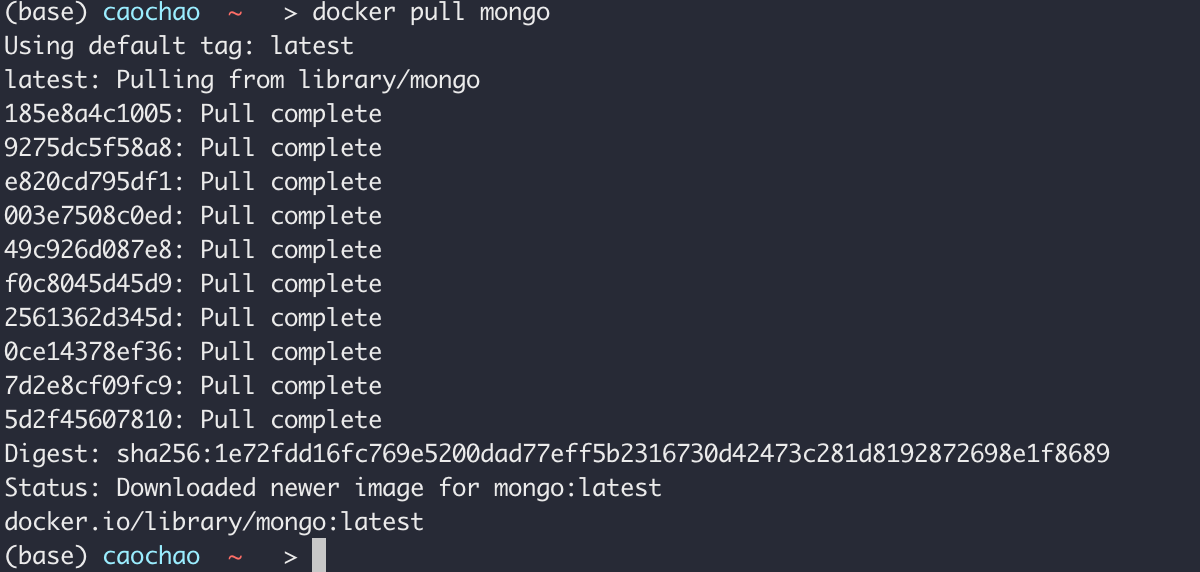 (base) caochao ~ > docker pull mongo
Using default tag: latest
latest: Pulling from library/mongo
185e8a4c1005: Pull complete
9275dc5f58a8: Pull complete
e820cd795df1: Pull complete
003e7508c0ed: Pull complete
49c926d087e8: Pull complete
f0c8045d45d9: Pull complete
2561362d345d: Pull complete
0ce14378ef36: Pull complete
7d2e8cf09fc9: Pull complete
5d2f45607810: Pull complete
Digest: sha256:1e72fdd16fc769e5200dad77eff5b2316730d42473c281d8192872698e1f8689
Status: Downloaded newer image for mongo:latest
docker.io/library/mongo:latest
(base) caochao ~ >